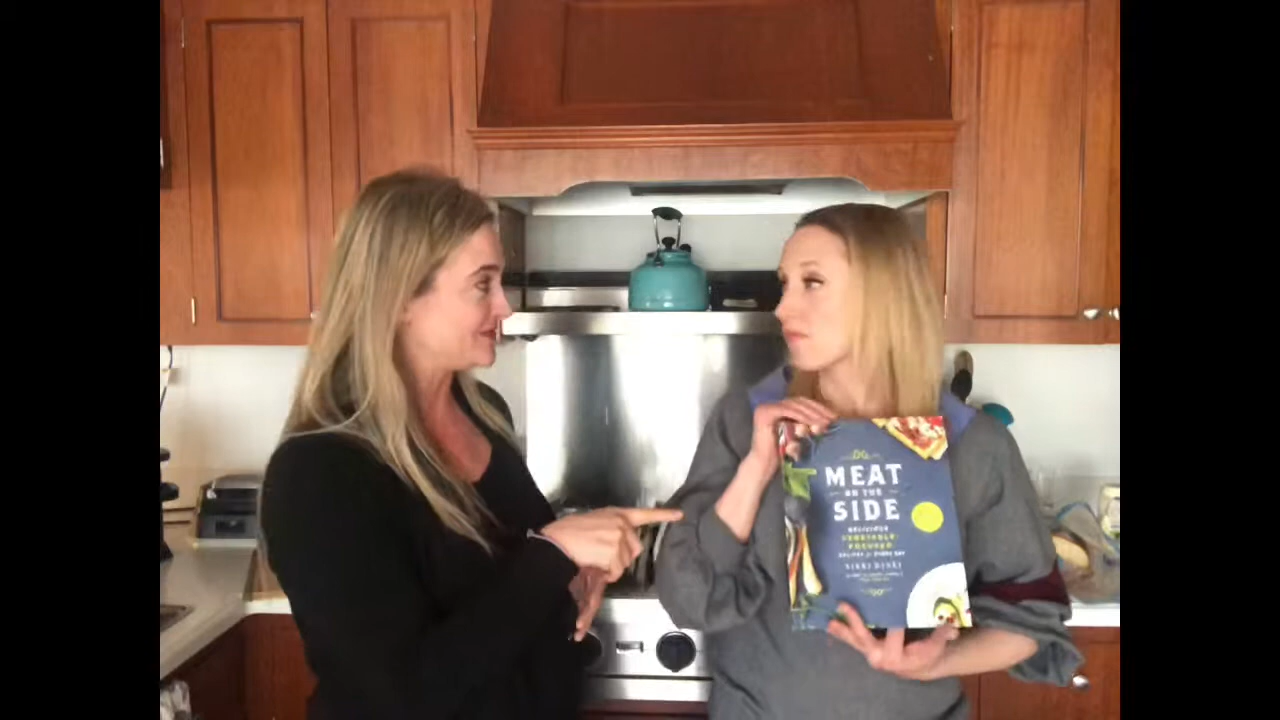 MEAT
ON THE
SIDE
DELICIOUS
VEGETABLE-
FOCUSED
RECIPES for EVERY DAY
NIKKI DINKI